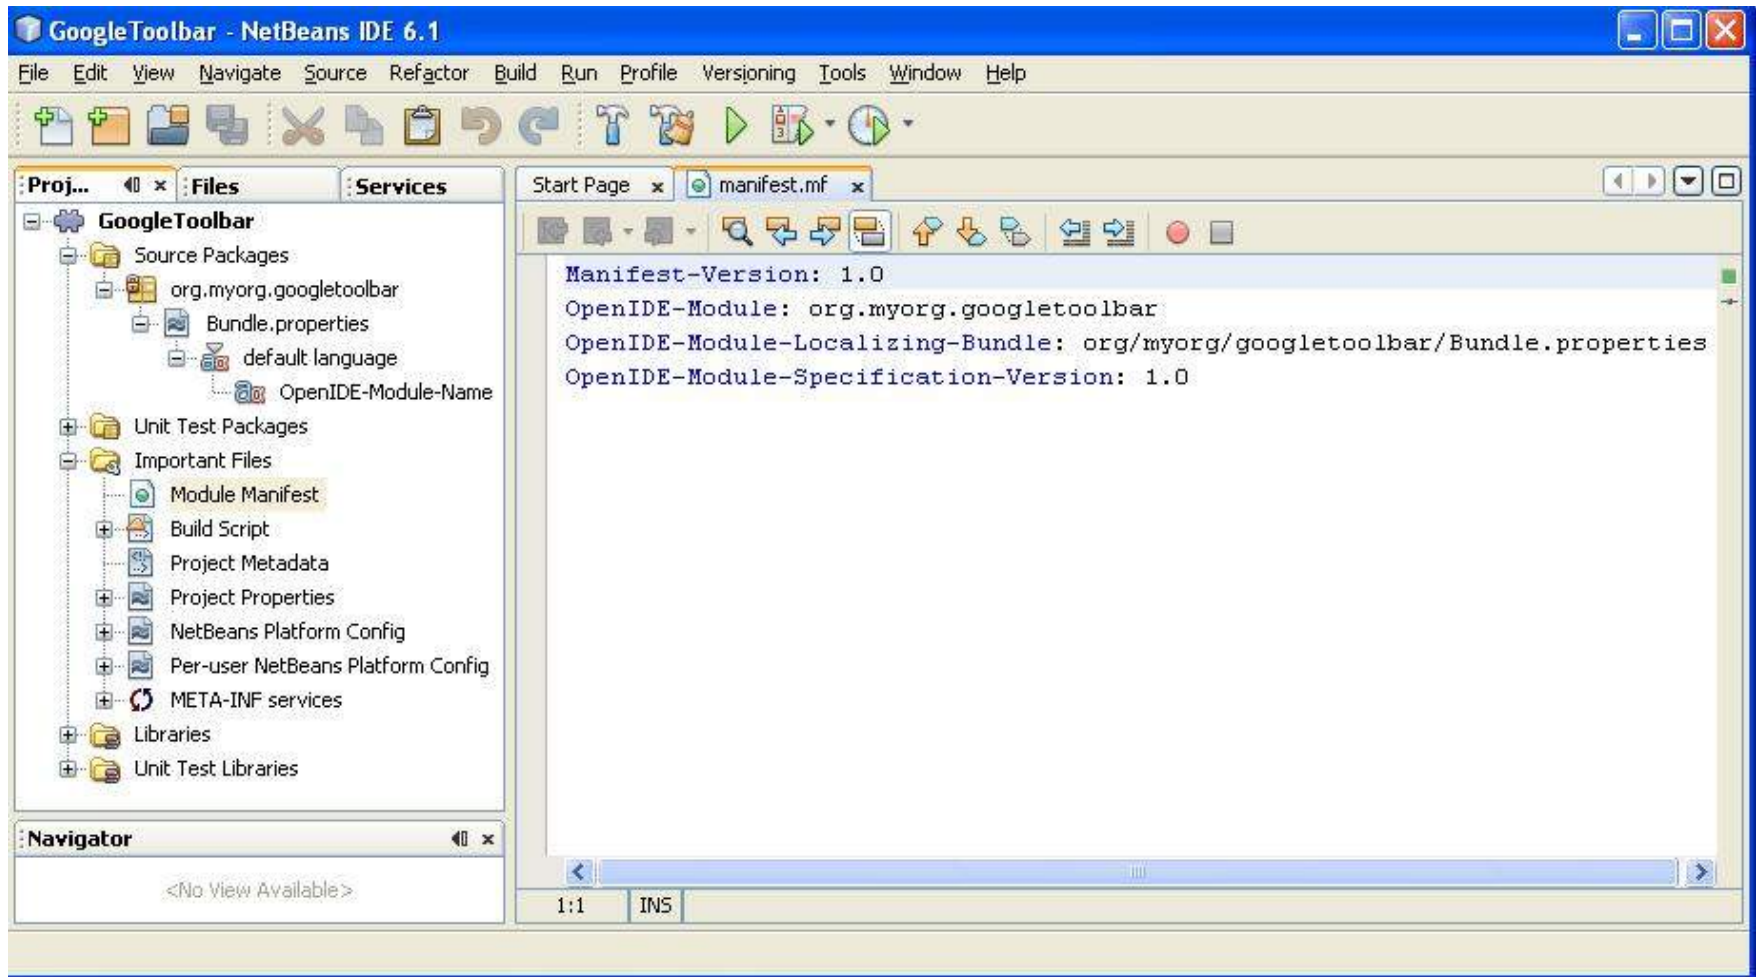 GoogleToolbar - NetBeans IDE 6.1
File Edit View Navigate Source Refactor Build Run Profile Versioning Tools Window Help
Proj... Files Services
GoogleToolbar
Source Packages
org.myorg.googletoolbar
Bundle.properties
default language
OpenIDE-Module-Name
Unit Test Packages
Important Files
Module Manifest
Build Script
Project Metadata
Project Properties
NetBeans Platform Config
Per-user NetBeans Platform Config
META-INF services
Libraries
Unit Test Libraries
Navigator
<No View Available>
Start Page manifest.mf
Manifest-Version: 1.0
OpenIDE-Module: org.myorg.googletoolbar
OpenIDE-Module-Localizing-Bundle: org/myorg/googletoolbar/Bundle.properties
OpenIDE-Module-Specification-Version: 1.0
1:1 INS